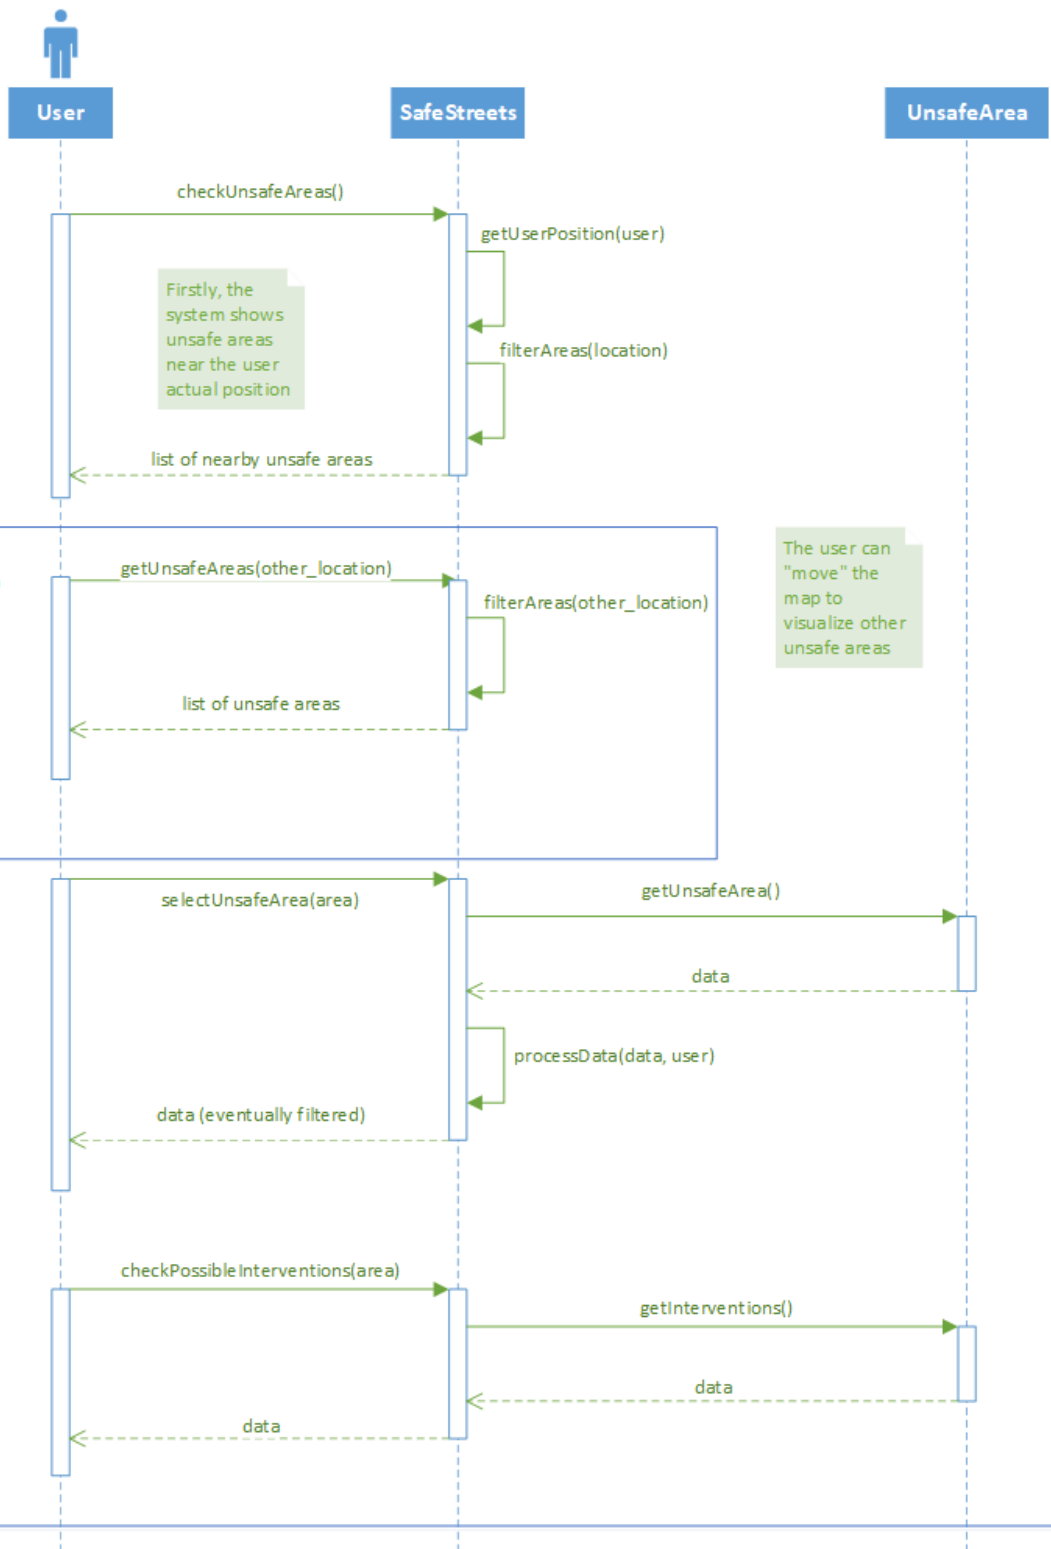 User
SafeStreets
UnsafeArea
checkUnsafeAreas()
getUserPosition(user)
Firstly, the
system shows
unsafe areas
near the user
actual position
filterAreas(location)
list of nearby unsafe areas
The user can
"move" the
map to
visualize other
unsafe areas
getUnsafeAreas(other_location)
filterAreas(other_location)
list of unsafe areas
selectUnsafeArea(area)
getUnsafeArea()
data
processData(data, user)
data (eventually filtered)
checkPossibleInterventions(area)
getInterventions()
data
data